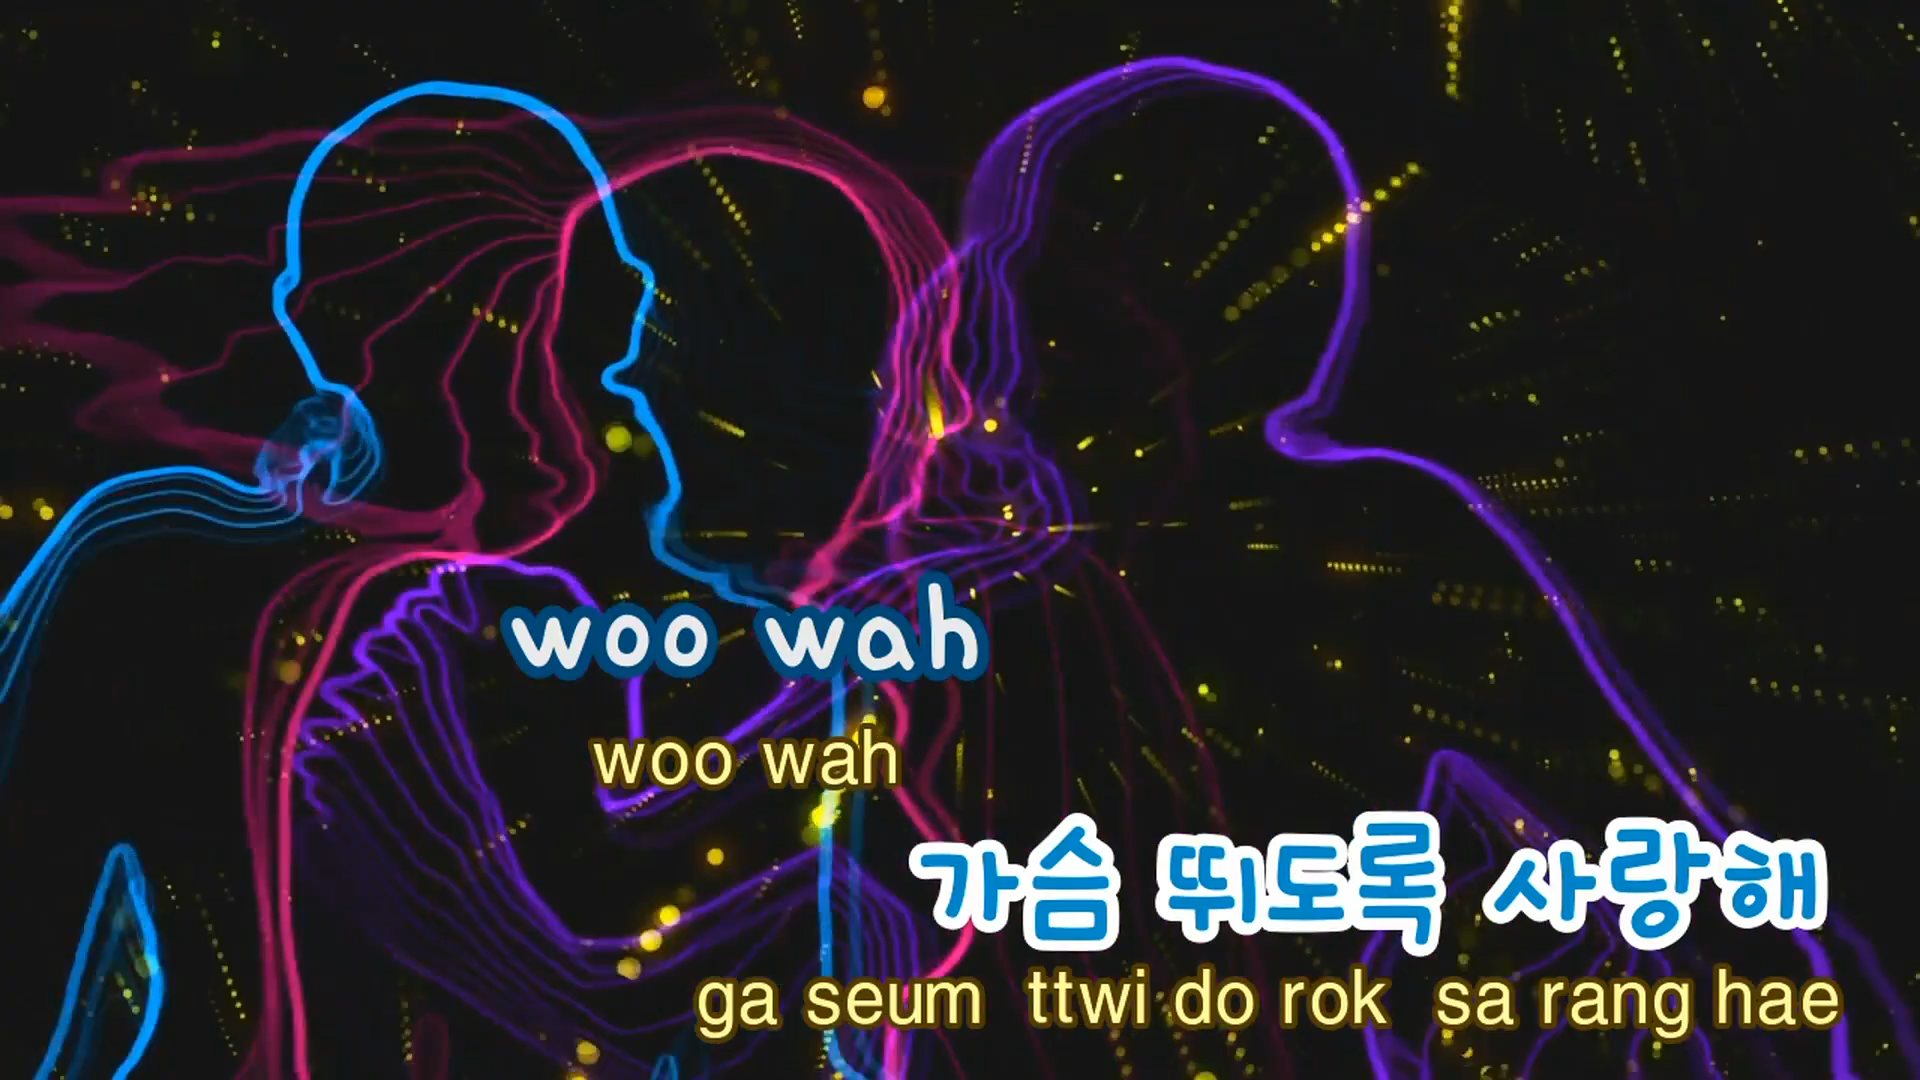 woo wah
woo wah
가슴 뛰도록 사랑해
ga seum ttwi do rok sa rang hae